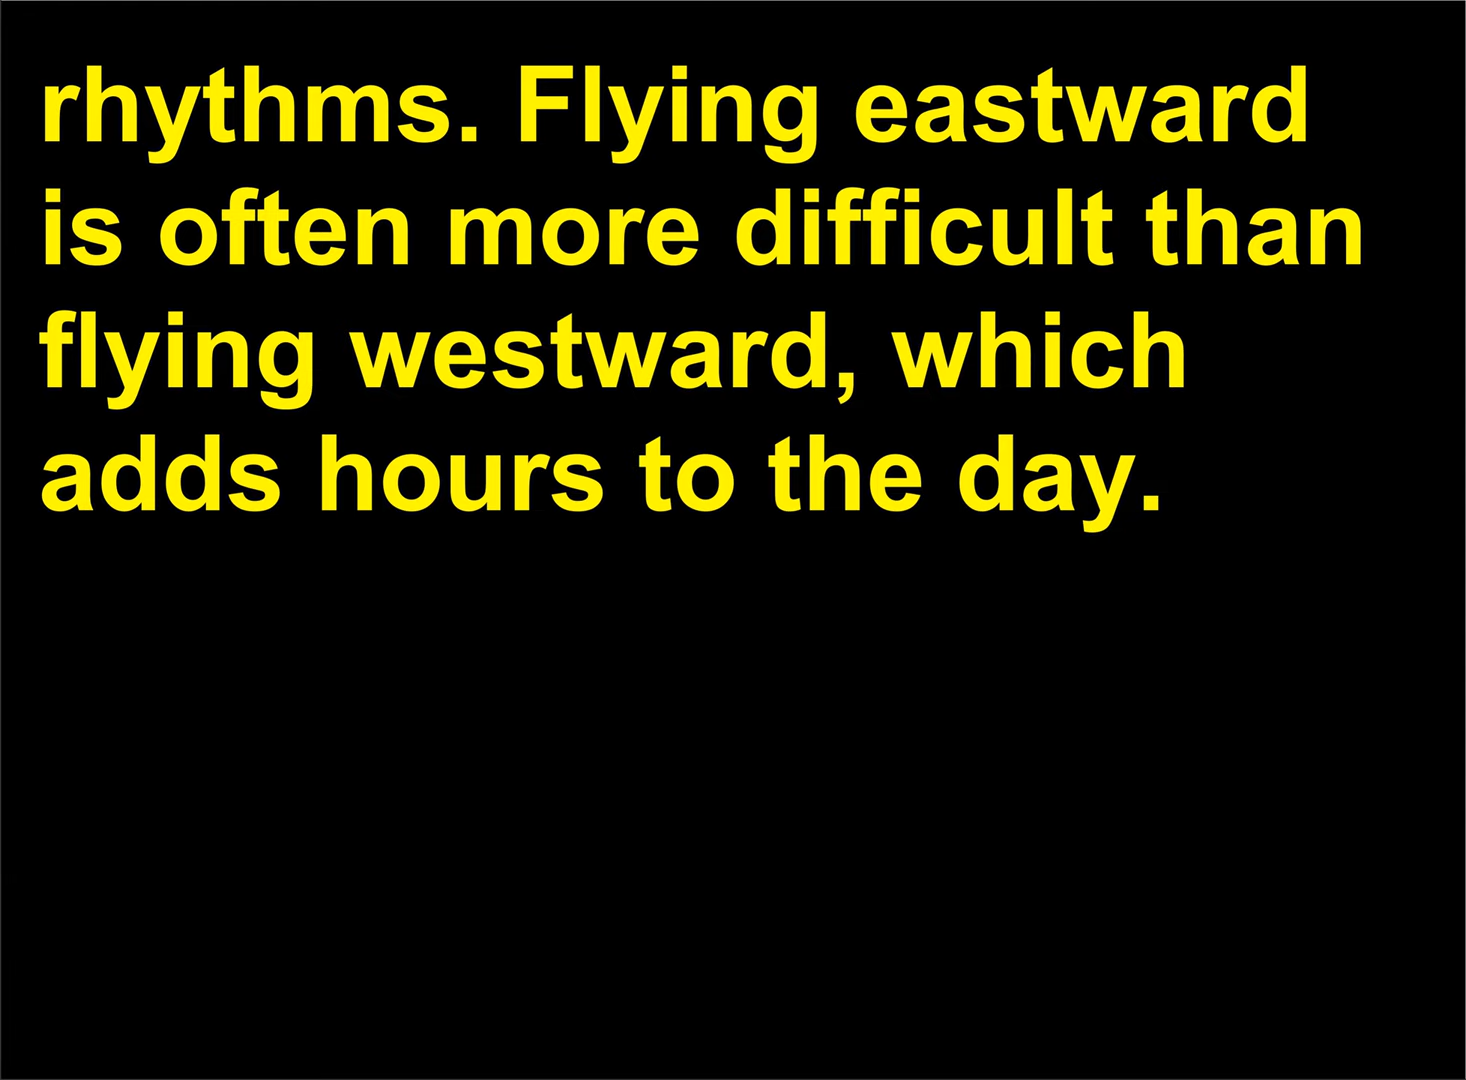 rhythms. Flying eastward
is often more difficult than
flying westward, which
adds hours to the day.